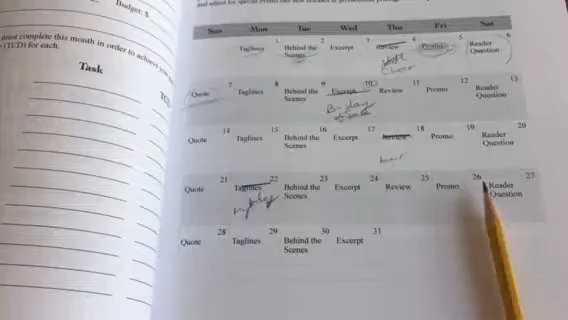 Budget: $
must complete this month in order to achieve your
(TCD) for each.
Task
Sun Mon Tue Wed Thu Fri Sat
1 2 3 4 5 6
Taglines Behind the Scenes Excerpt Review Promo Reader Question
7 8 9 10 11 12 13
Quote Taglines Behind the Scenes Excerpt Review Promo Reader Question
B-day
14 15 16 17 18 19 20
Quote Taglines Behind the Scenes Excerpt Review Promo Reader Question
21 22 23 24 25 26 27
Quote Taglines Behind the Scenes Excerpt Review Promo Reader Question
28 29 30 31
Quote Taglines Behind the Scenes Excerpt